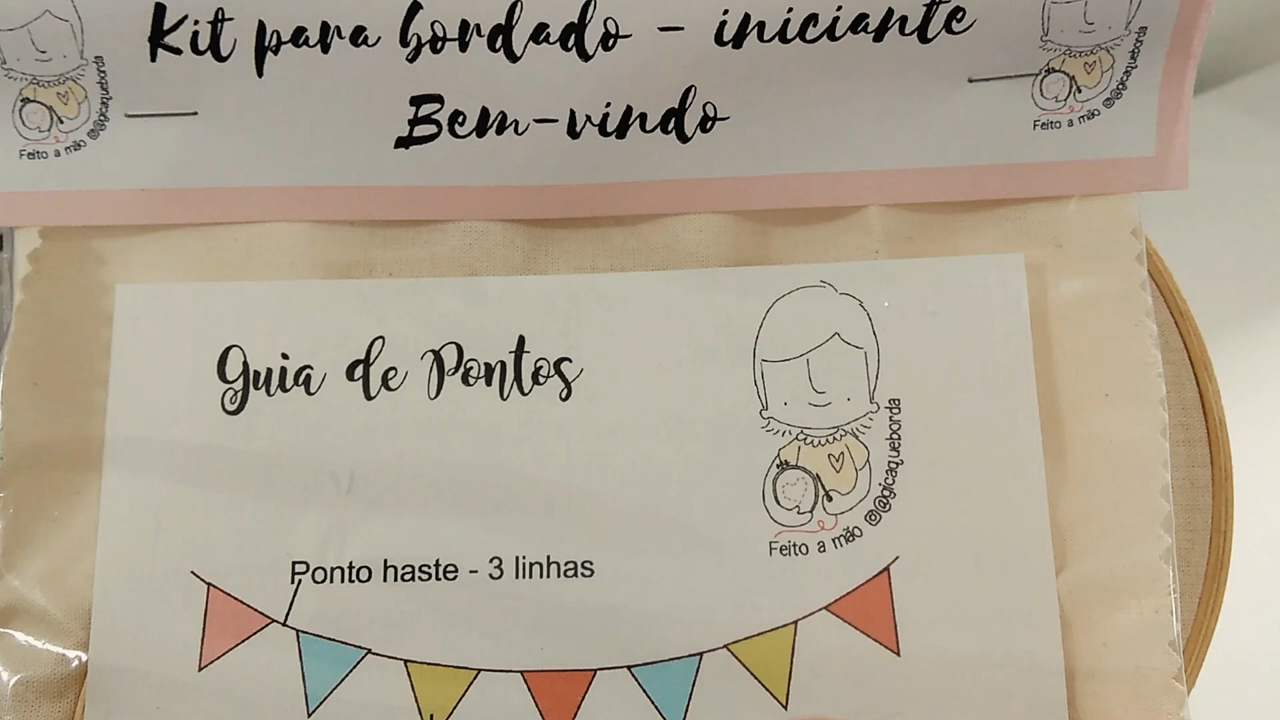 Kit para bordado - iniciante
Bem-vindo
Feito a mão @gicaqueborda
Feito a mão @gicaqueborda
Guia de Pontos
Feito a mão @gicaqueborda
Ponto haste - 3 linhas